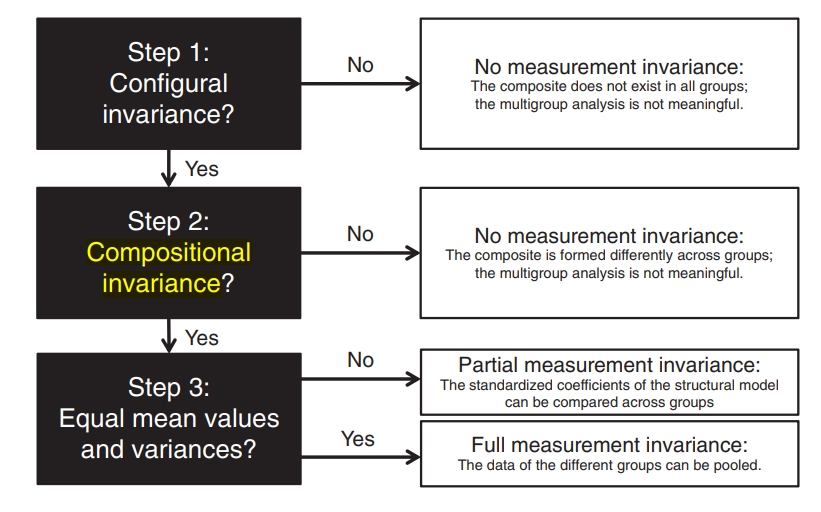 Step 1:
Configural
invariance?
No
No measurement invariance:
The composite does not exist in all groups;
the multigroup analysis is not meaningful.
Yes
Step 2:
Compositional
invariance?
No
No measurement invariance:
The composite is formed differently across groups;
the multigroup analysis is not meaningful.
Yes
Step 3:
Equal mean values
and variances?
No
Partial measurement invariance:
The standardized coefficients of the structural model
can be compared across groups
Yes
Full measurement invariance:
The data of the different groups can be pooled.